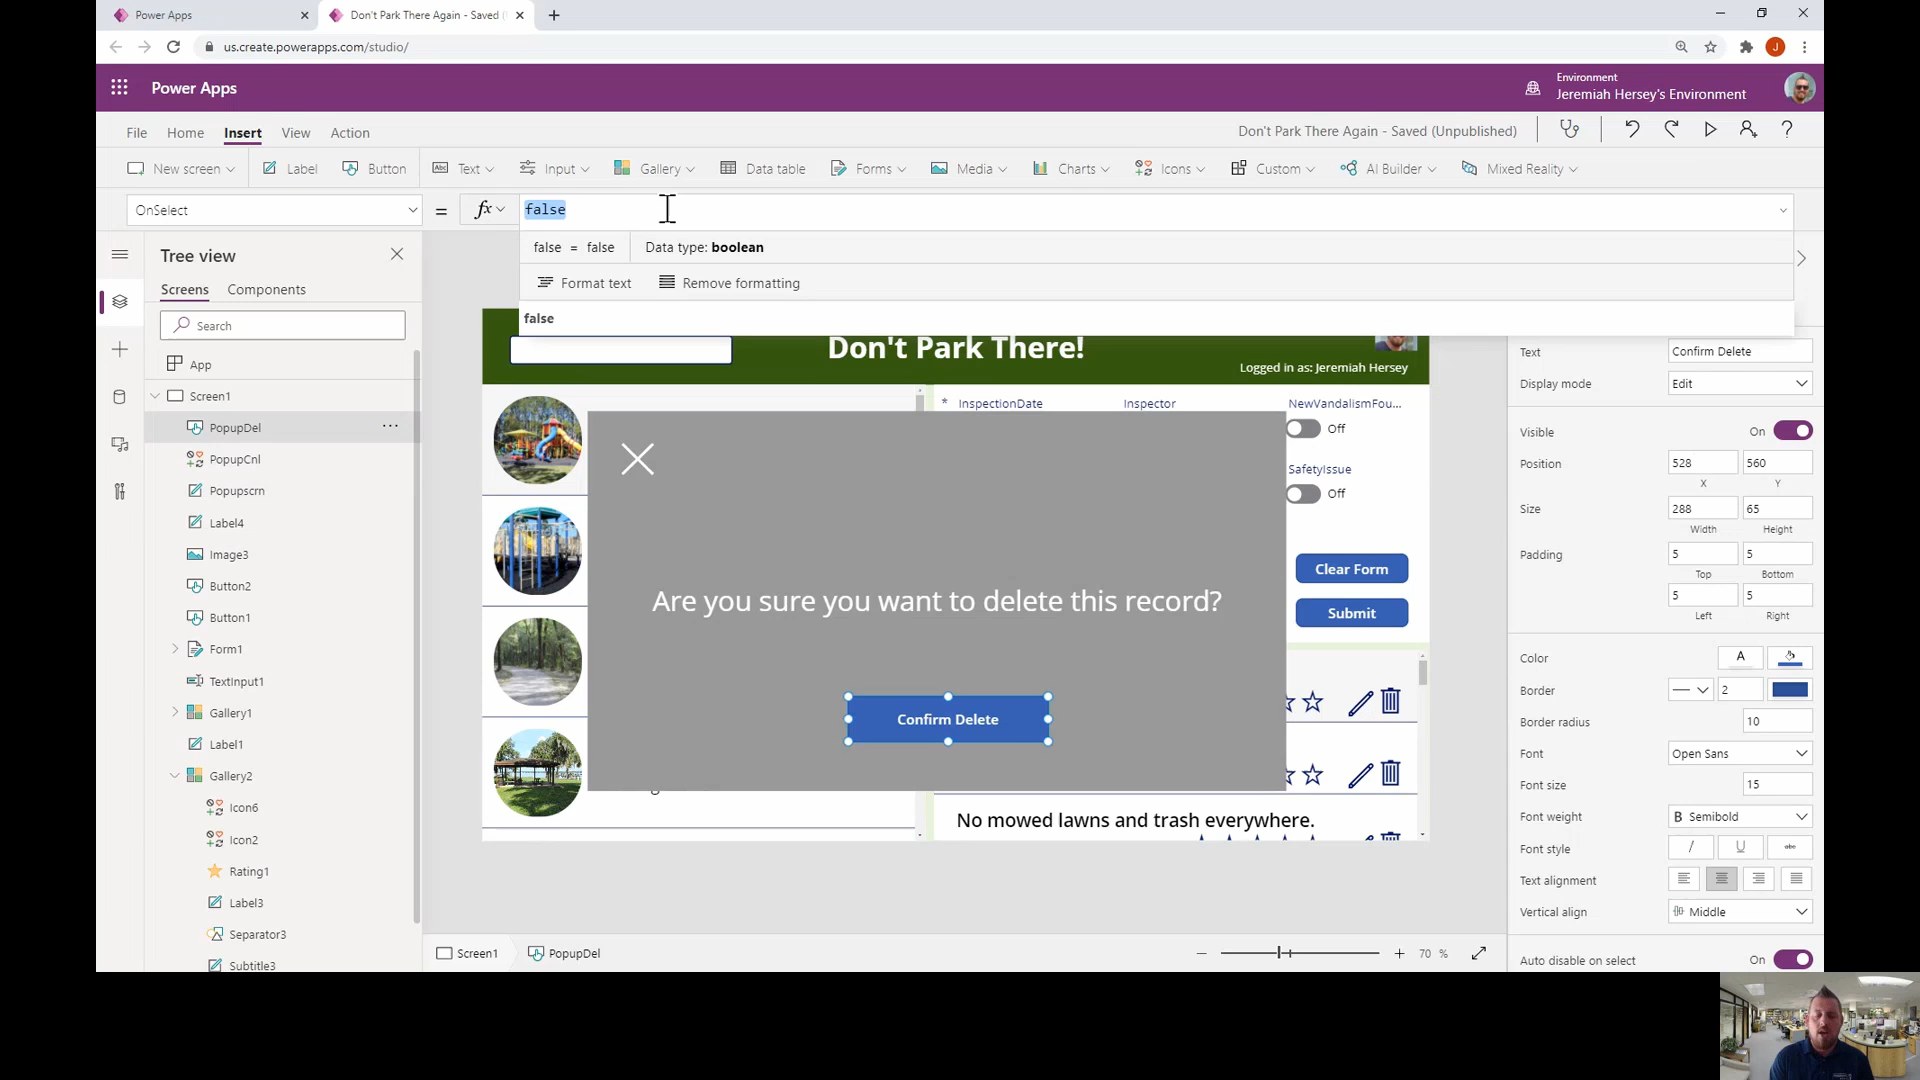 Power Apps
Don't Park There Again - Saved (
us.create.powerapps.com/studio/
J
Power Apps
Environment
Jeremiah Hersey's Environment
File Home Insert View Action
Don't Park There Again - Saved (Unpublished)
New screen Label Button Text Input Gallery Data table Forms Media Charts Icons Custom AI Builder Mixed Reality
OnSelect = fx false
false = false Data type: boolean
Format text Remove formatting
false
Tree view
Screens Components
Search
App
Screen1
PopupDel
PopupCnl
Popupscrn
Label4
Image3
Button2
Button1
Form1
TextInput1
Gallery1
Label1
Gallery2
Icon6
Icon2
Rating1
Label3
Separator3
Subtitle3
Don't Park There!
Logged in as: Jeremiah Hersey
* InspectionDate Inspector NewVandalismFou...
Off
SafetyIssue
Off
Clear Form
Submit
Are you sure you want to delete this record?
Confirm Delete
No mowed lawns and trash everywhere.
Screen1 PopupDel
70 %
Text Confirm Delete
Display mode Edit
Visible On
Position 528 560
X Y
Size 288 65
Width Height
Padding 5 5
Top Bottom
5 5
Left Right
Color A
Border 2
Border radius 10
Font Open Sans
Font size 15
Font weight B Semibold
Font style / U abc
Text alignment
Vertical align Middle
Auto disable on select On